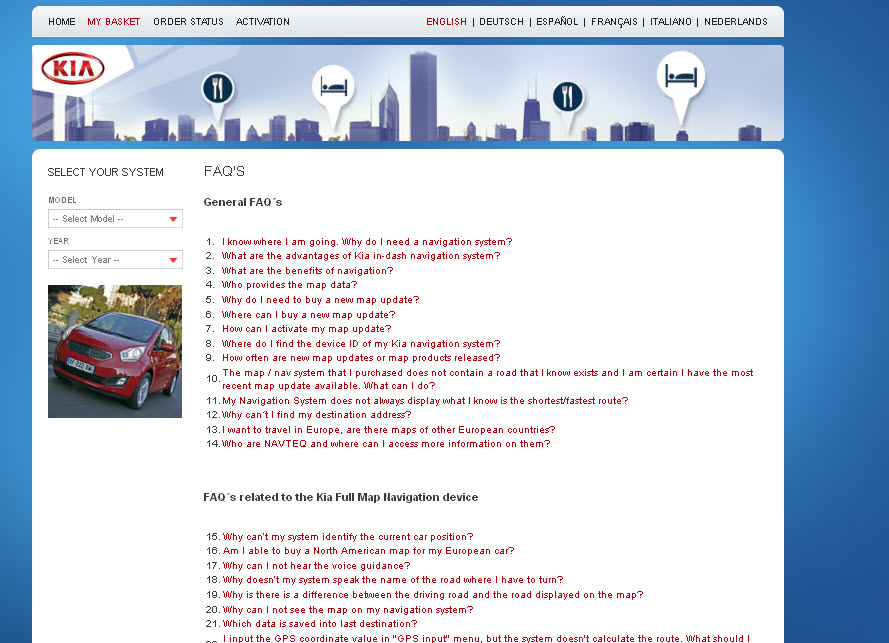 HOME MY BASKET ORDER STATUS ACTIVATION ENGLISH | DEUTSCH | ESPAÑOL | FRANÇAIS | ITALIANO | NEDERLANDS
KIA
SELECT YOUR SYSTEM
MODEL
-- Select Model --
YEAR
-- Select Year --
FAQ'S
General FAQ´s
1. I know where I am going. Why do I need a navigation system?
2. What are the advantages of Kia in-dash navigation system?
3. What are the benefits of navigation?
4. Who provides the map data?
5. Why do I need to buy a new map update?
6. Where can I buy a new map update?
7. How can I activate my map update?
8. Where do I find the device ID of my Kia navigation system?
9. How often are new map updates or map products released?
10. The map / nav system that I purchased does not contain a road that I know exists and I am certain I have the most
recent map update available. What can I do?
11. My Navigation System does not always display what I know is the shortest/fastest route?
12. Why can´t I find my destination address?
13. I want to travel in Europe, are there maps of other European countries?
14. Who are NAVTEQ and where can I access more information on them?
FAQ´s related to the Kia Full Map Navigation device
15. Why can't my system identify the current car position?
16. Am I able to buy a North American map for my European car?
17. Why can I not hear the voice guidance?
18. Why doesn't my system speak the name of the road where I have to turn?
19. Why is there is a difference between the driving road and the road displayed on the map?
20. Why can I not see the map on my navigation system?
21. Which data is saved into last destination?
I input the GPS coordinate value in "GPS input" menu, but the system doesn't calculate the route. What should I